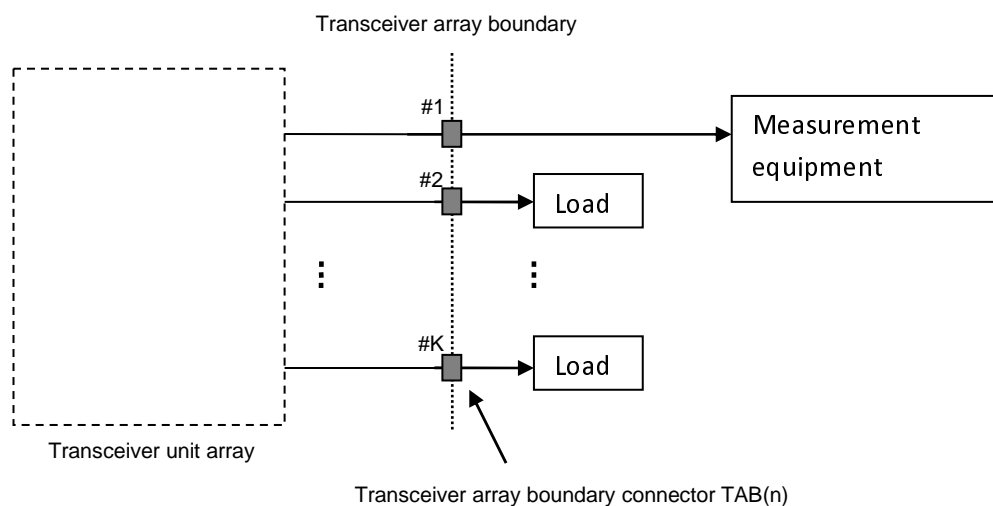 Transceiver array boundary
#1
Measurement
equipment
#2
Load
#K
Load
Transceiver unit array
Transceiver array boundary connector TAB(n)